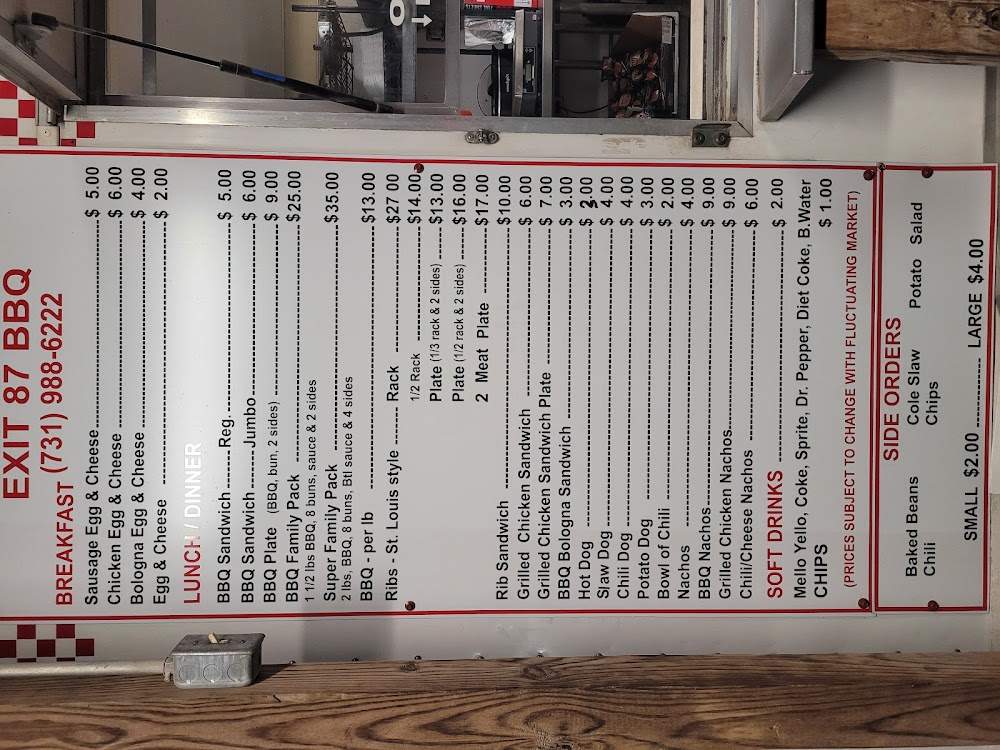 EXIT 87 BBQ
(731) 988-6222
BREAKFAST
Sausage Egg & Cheese $ 5.00
Chicken Egg & Cheese $ 6.00
Bologna Egg & Cheese $ 4.00
Egg & Cheese $ 2.00
LUNCH / DINNER
BBQ Sandwich Reg. $ 5.00
BBQ Sandwich Jumbo $ 6.00
BBQ Plate (BBQ, bun, 2 sides) $ 9.00
BBQ Family Pack $25.00
1 1/2 lbs BBQ, 8 buns, sauce & 2 sides
Super Family Pack $35.00
2 lbs, BBQ, 8 buns, Btl sauce & 4 sides
BBQ - per lb $13.00
Ribs - St. Louis style Rack $27 00
1/2 Rack $14.00
Plate (1/3 rack & 2 sides) $13.00
Plate (1/2 rack & 2 sides) $16.00
2 Meat Plate $17.00
Rib Sandwich $10.00
Grilled Chicken Sandwich $ 6.00
Grilled Chicken Sandwich Plate $ 7.00
BBQ Bologna Sandwich $ 3.00
Hot Dog $ .00
Slaw Dog $ 4.00
Chili Dog $ 4.00
Potato Dog $ 3.00
Bowl of Chili $ 2.00
Nachos $ 4.00
BBQ Nachos $ 9.00
Grilled Chicken Nachos $ 9.00
Chili/Cheese Nachos $ 6.00
SOFT DRINKS $ 2.00
Mello Yello, Coke, Sprite, Dr. Pepper, Diet Coke, B.Water
CHIPS $ 1.00
(PRICES SUBJECT TO CHANGE WITH FLUCTUATING MARKET)
SIDE ORDERS
Baked Beans Cole Slaw Potato Salad
Chili Chips
SMALL $2.00 LARGE $4.00